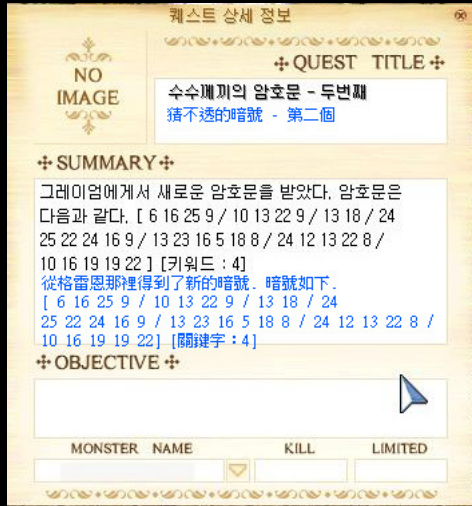 퀘스트 상세 정보
NO
IMAGE
QUEST TITLE
수수께끼의 암호문 - 두번째
猜不透的暗號 - 第二個
SUMMARY
그레이엄에게서 새로운 암호문을 받았다. 암호문은
다음과 같다. [ 6 16 25 9 / 10 13 22 9 / 13 18 / 24
25 22 24 16 9 / 13 23 16 5 18 8 / 24 12 13 22 8 /
10 16 19 19 22 ] [키워드 : 4]
從格雷恩那裡得到了新的暗號. 暗號如下.
[ 6 16 25 9 / 10 13 22 9 / 13 18 / 24
25 22 24 16 9 / 13 23 16 5 18 8 / 24 12 13 22 8 /
10 16 19 19 22] [關鍵字：4]
OBJECTIVE
MONSTER NAME KILL LIMITED